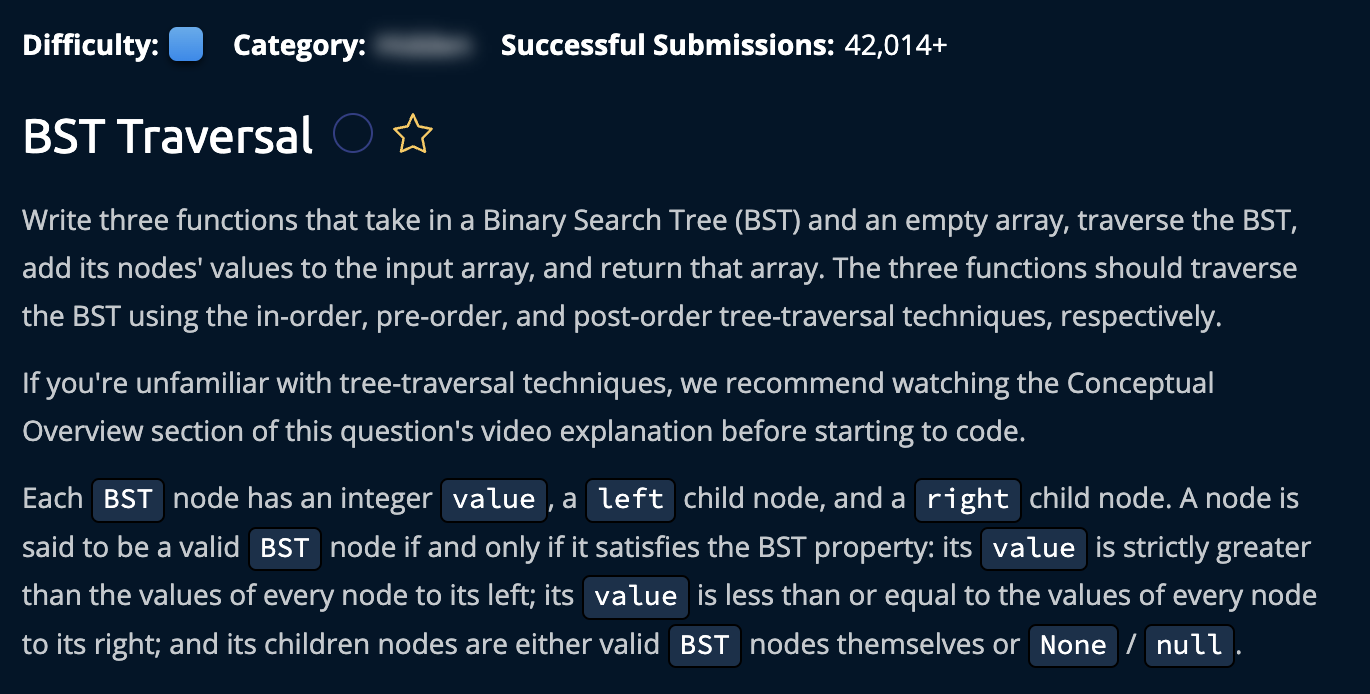 Difficulty: Category: Successful Submissions: 42,014+
BST Traversal
Write three functions that take in a Binary Search Tree (BST) and an empty array, traverse the BST,
add its nodes' values to the input array, and return that array. The three functions should traverse
the BST using the in-order, pre-order, and post-order tree-traversal techniques, respectively.
If you're unfamiliar with tree-traversal techniques, we recommend watching the Conceptual
Overview section of this question's video explanation before starting to code.
Each BST node has an integer value, a left child node, and a right child node. A node is
said to be a valid BST node if and only if it satisfies the BST property: its value is strictly greater
than the values of every node to its left; its value is less than or equal to the values of every node
to its right; and its children nodes are either valid BST nodes themselves or None / null.